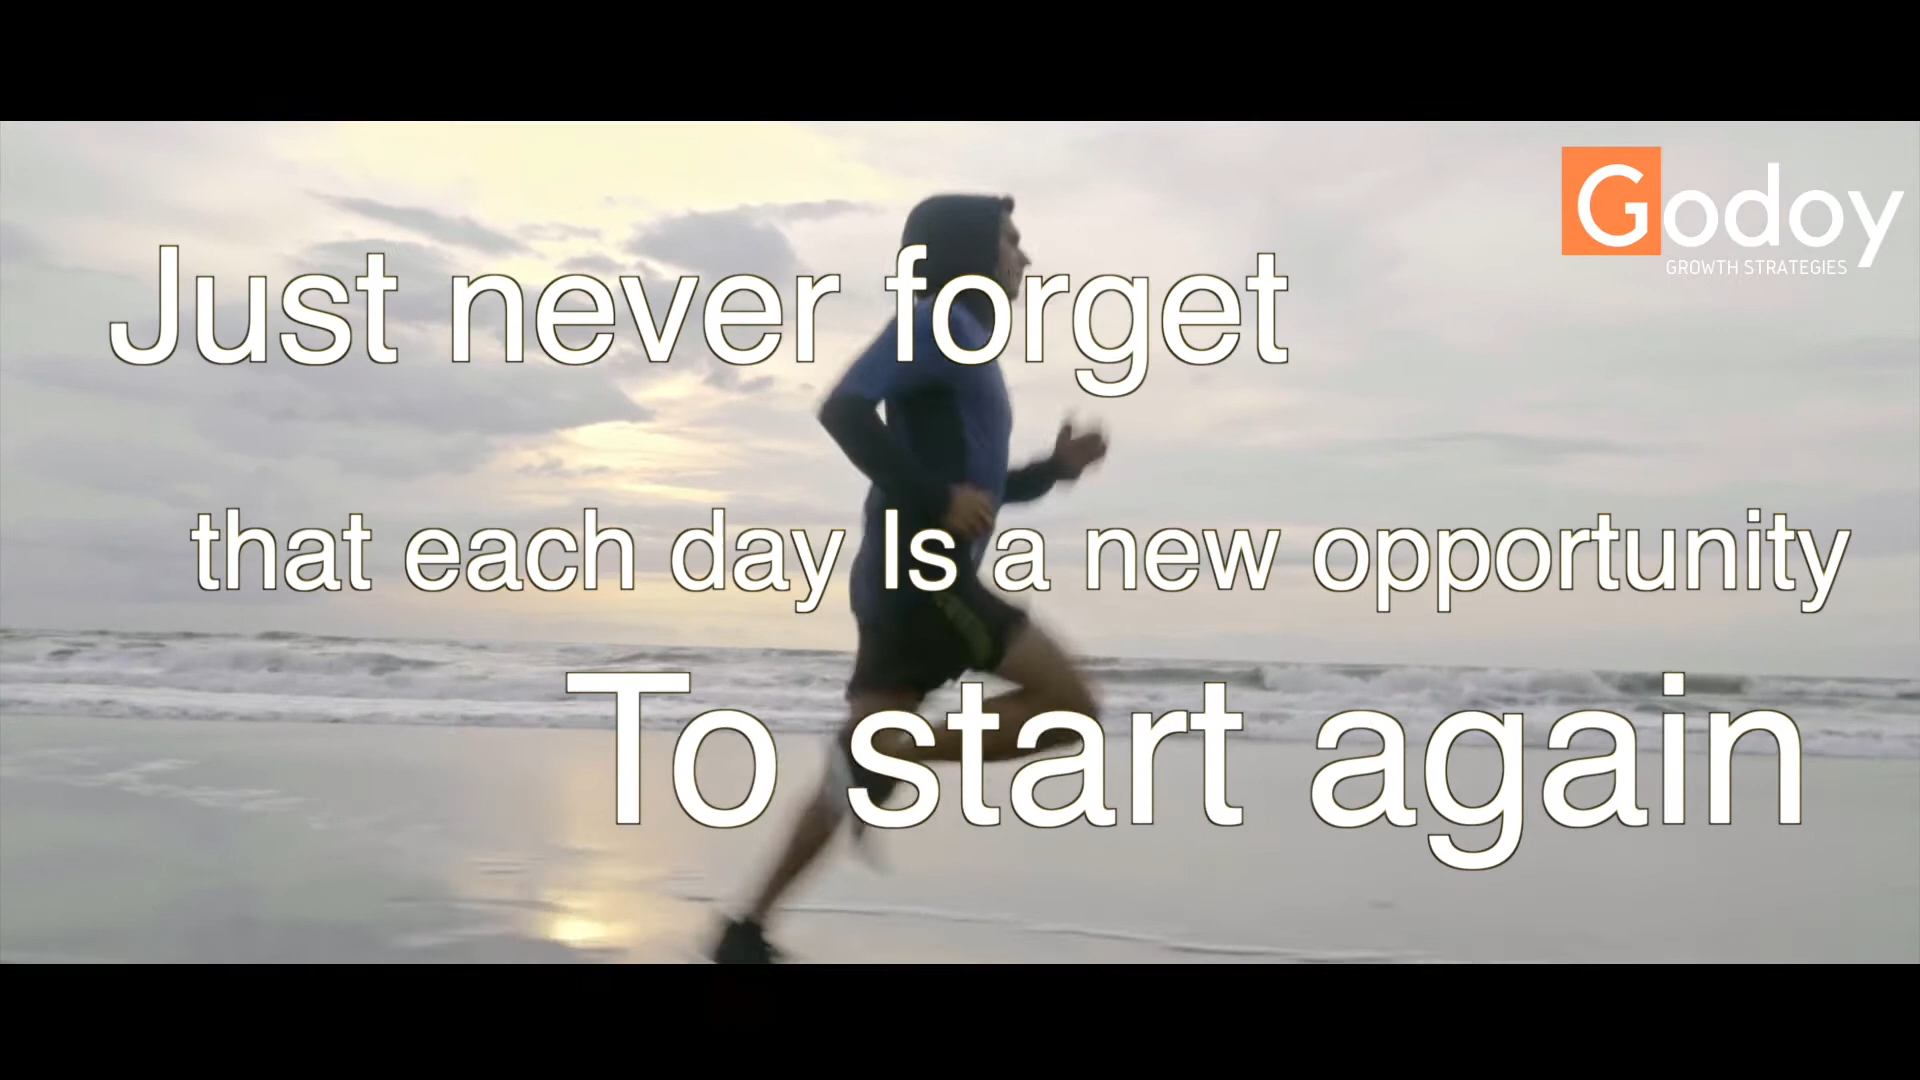 Godoy
GROWTH STRATEGIES
Just never forget
that each day Is a new opportunity
To start again